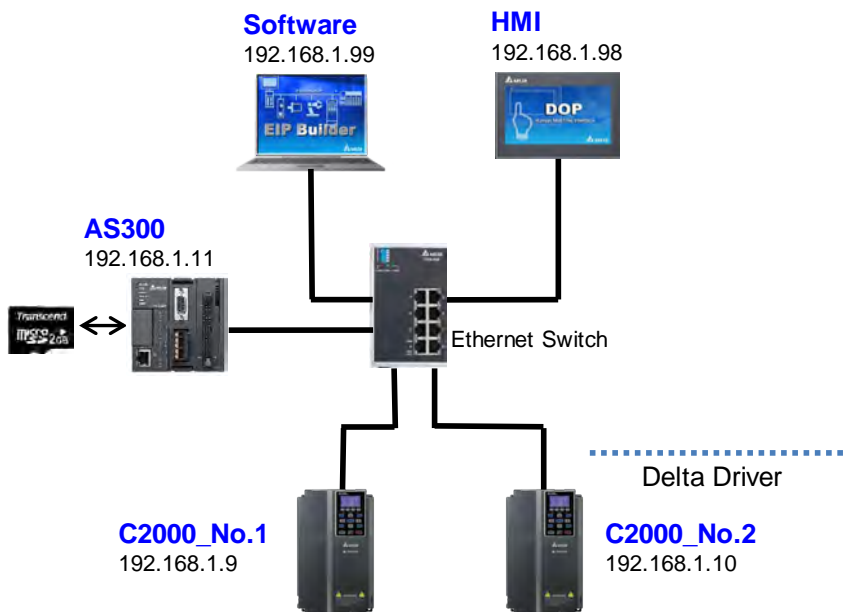 Software
192.168.1.99
HMI
192.168.1.98
EIP Builder
DOP
AS300
192.168.1.11
Transcend
micro
2GB
Ethernet Switch
Delta Driver
C2000_No.1
192.168.1.9
C2000_No.2
192.168.1.10